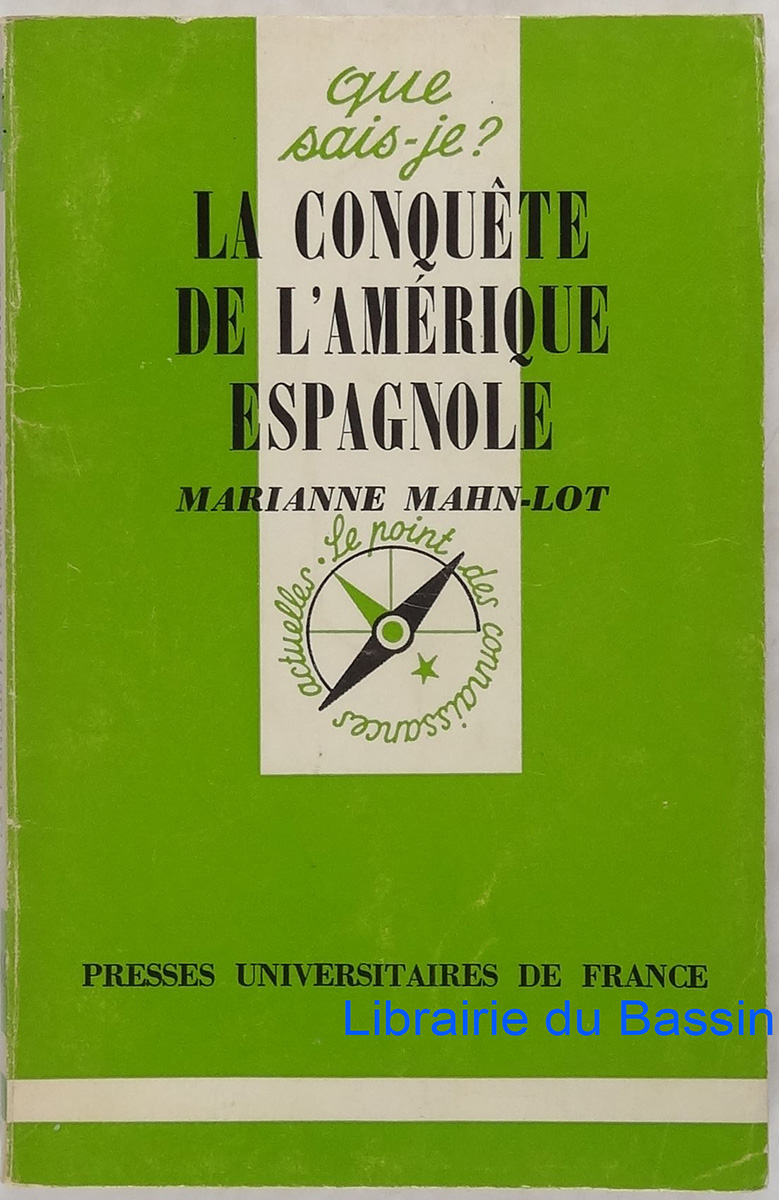 que
sais-je?
LA CONQUÊTE
DE L'AMÉRIQUE
ESPAGNOLE
MARIANNE MAHN-LOT
Le point des connaissances actuelles.
PRESSES UNIVERSITAIRES DE FRANCE
Librairie du Bassin